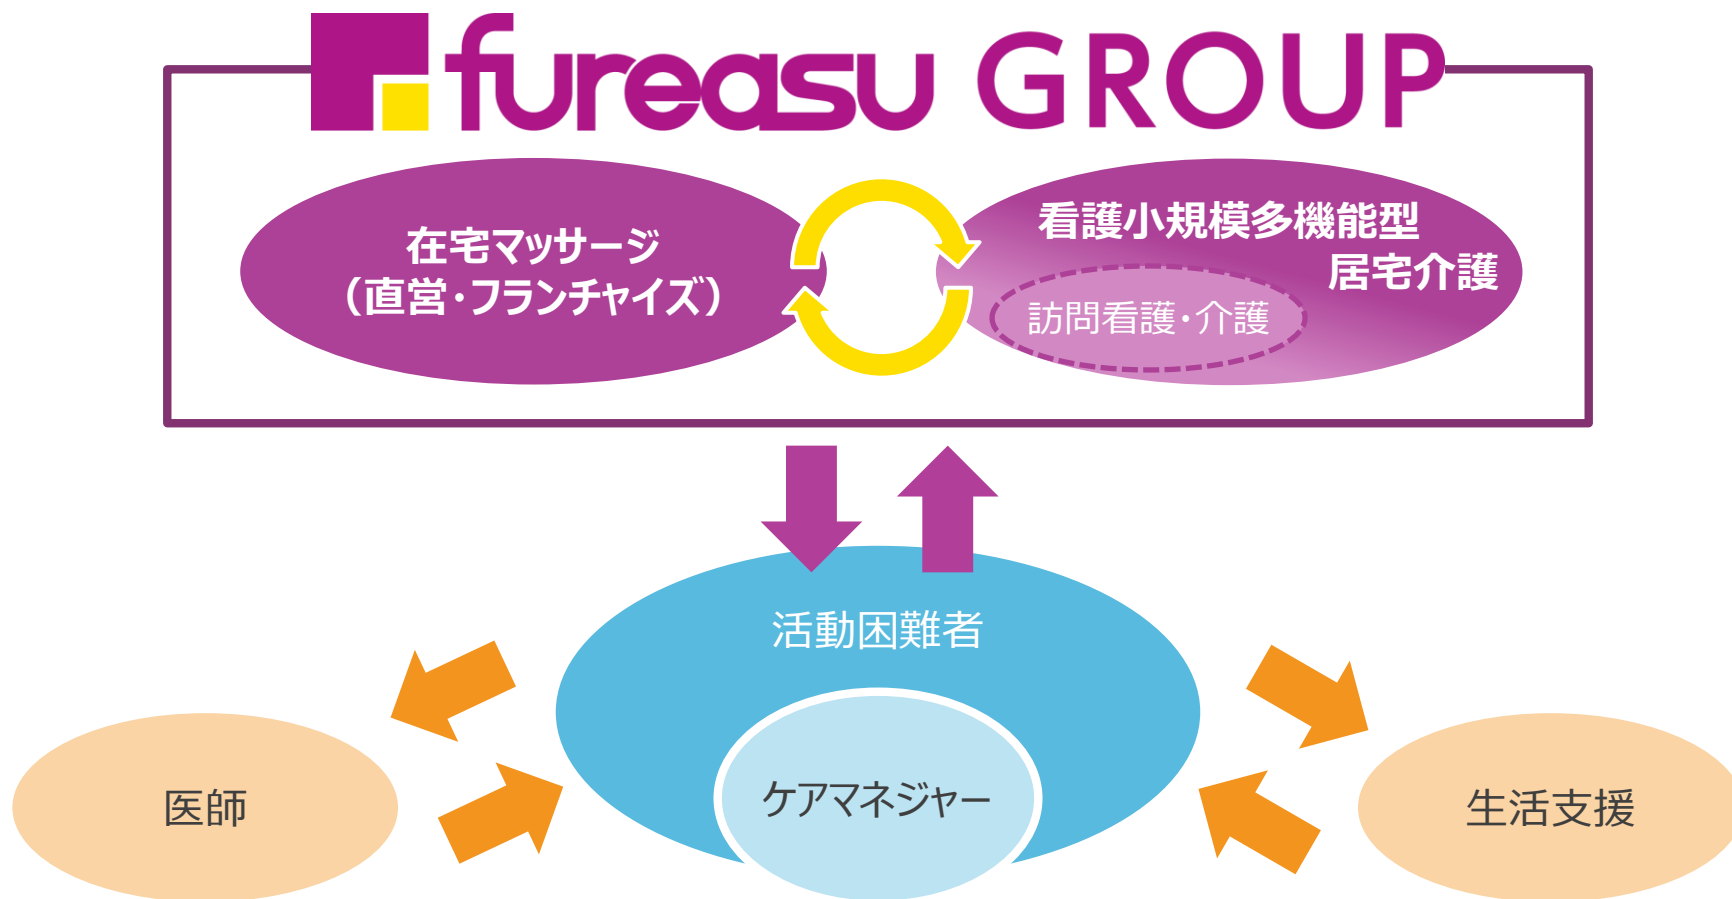 fureasu GROUP
在宅マッサージ
（直営・フランチャイズ）
看護小規模多機能型
居宅介護
訪問看護・介護
活動困難者
ケアマネジャー
医師
生活支援